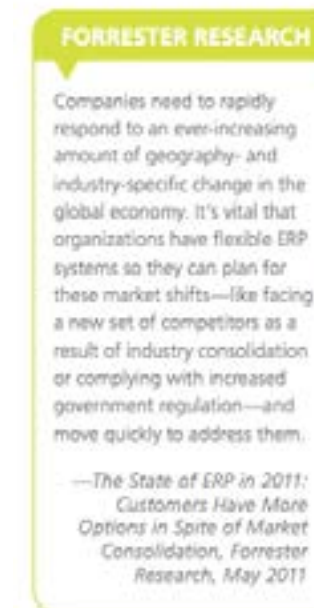 FORRESTER RESEARCH
Companies need to rapidly
respond to an ever-increasing
amount of geography- and
industry-specific change in the
global economy. It's vital that
organizations have flexible ERP
systems so they can plan for
these market shifts—like facing
a new set of competitors as a
result of industry consolidation
or complying with increased
government regulation—and
move quickly to address them.
—The State of ERP in 2011:
Customers Have More
Options in Spite of Market
Consolidation, Forrester
Research, May 2011